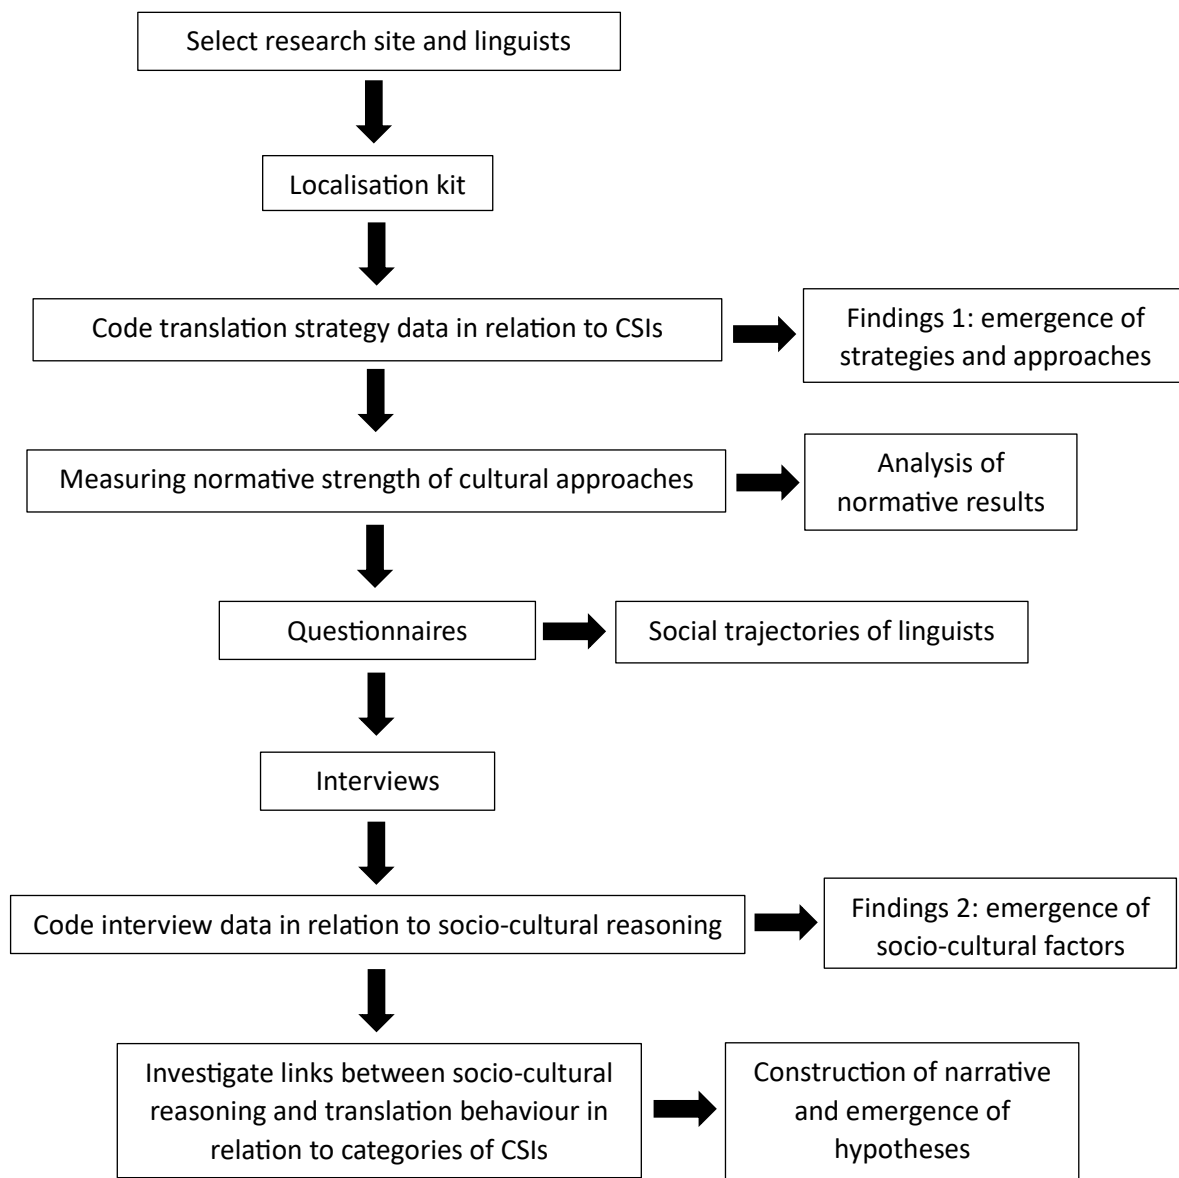 Select research site and linguists
Localisation kit
Code translation strategy data in relation to CSIs
Findings 1: emergence of
strategies and approaches
Measuring normative strength of cultural approaches
Analysis of
normative results
Questionnaires
Social trajectories of linguists
Interviews
Code interview data in relation to socio-cultural reasoning
Findings 2: emergence of
socio-cultural factors
Investigate links between socio-cultural
reasoning and translation behaviour in
relation to categories of CSIs
Construction of narrative
and emergence of
hypotheses